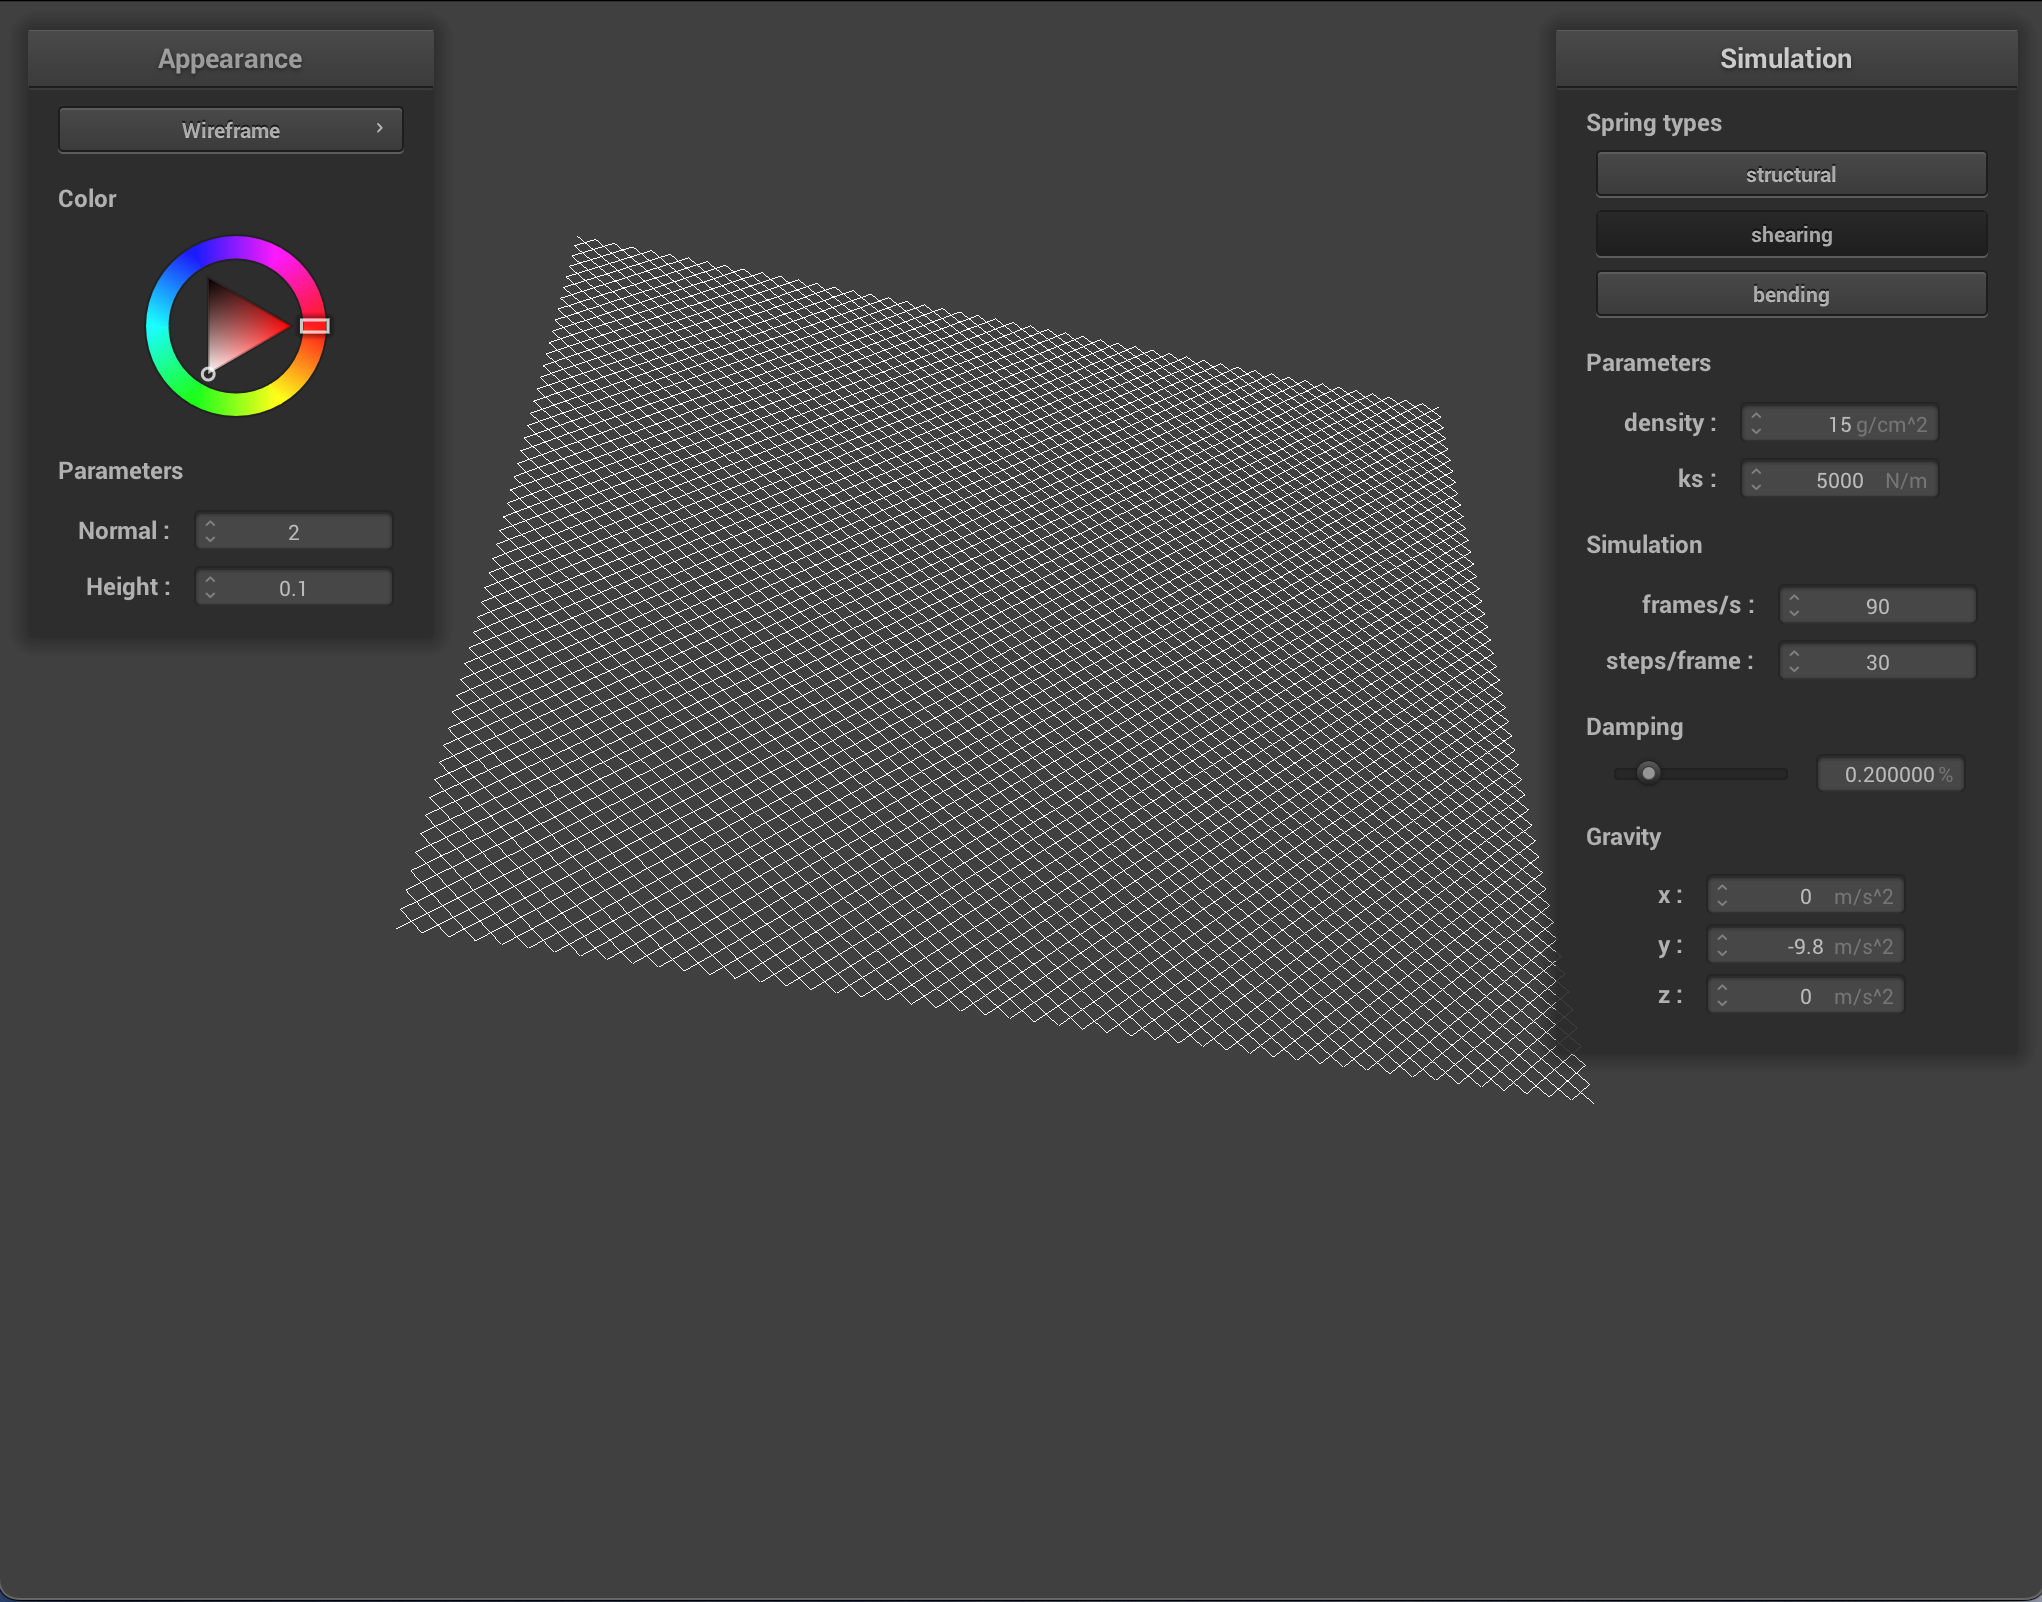 Appearance
Wireframe
Color
Parameters
Normal : 2
Height : 0.1
Simulation
Spring types
structural
shearing
bending
Parameters
density : 15 g/cm^2
ks : 5000 N/m
Simulation
frames/s : 90
steps/frame : 30
Damping
0.200000 %
Gravity
x : 0 m/s^2
y : -9.8 m/s^2
z : 0 m/s^2